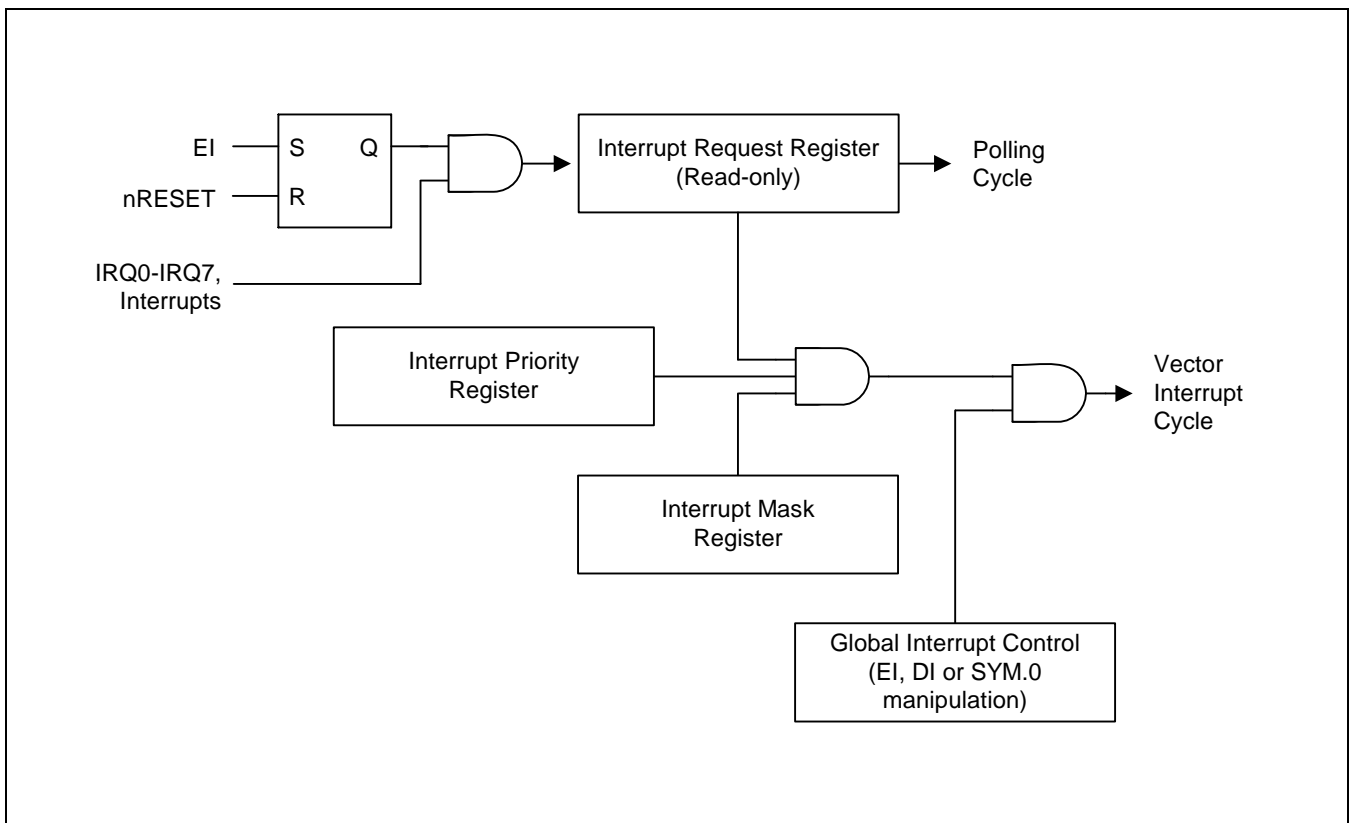 EI
S
Q
nRESET
R
IRQ0-IRQ7,
Interrupts
Interrupt Request Register
(Read-only)
Polling
Cycle
Interrupt Priority
Register
Vector
Interrupt
Cycle
Interrupt Mask
Register
Global Interrupt Control
(EI, DI or SYM.0
manipulation)